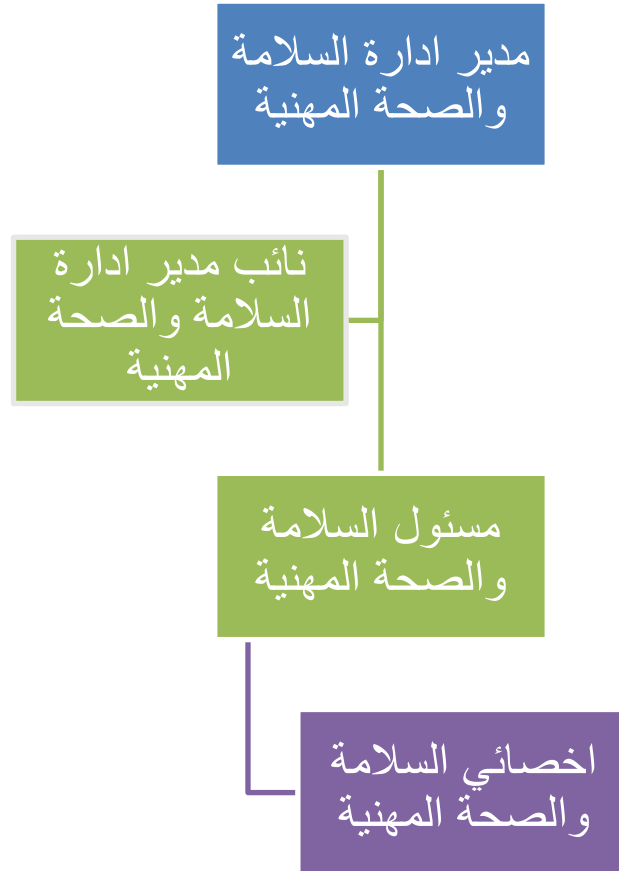 مدير ادارة السلامة
والصحة المهنية
نائب مدير ادارة
السلامة والصحة
المهنية
مسئول السلامة
والصحة المهنية
اخصائي السلامة
والصحة المهنية